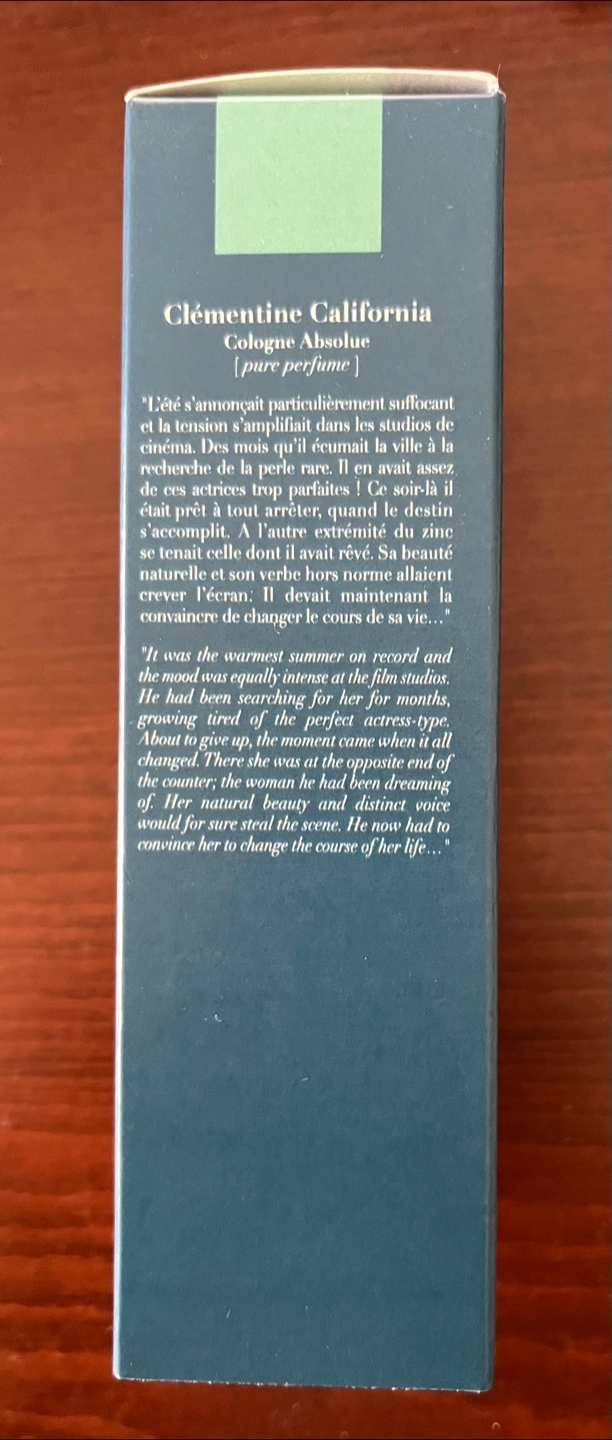 Clémentine California
Cologne Absolue
[pure perfume]
"L'été s'annonçait particulièrement suffocant
et la tension s'amplifiait dans les studios de
cinéma. Des mois qu'il écumait la ville à la
recherche de la perle rare. Il en avait assez
de ces actrices trop parfaites ! Ce soir-là il
était prêt à tout arrêter, quand le destin
s'accomplit. A l'autre extrémité du zinc
se tenait celle dont il avait rêvé. Sa beauté
naturelle et son verbe hors norme allaient
crever l'écran. Il devait maintenant la
convaincre de changer le cours de sa vie..."
"It was the warmest summer on record and
the mood was equally intense at the film studios.
He had been searching for her for months,
growing tired of the perfect actress-type.
About to give up, the moment came when it all
changed. There she was at the opposite end of
the counter; the woman he had been dreaming
of. Her natural beauty and distinct voice
would for sure steal the scene. He now had to
convince her to change the course of her life..."